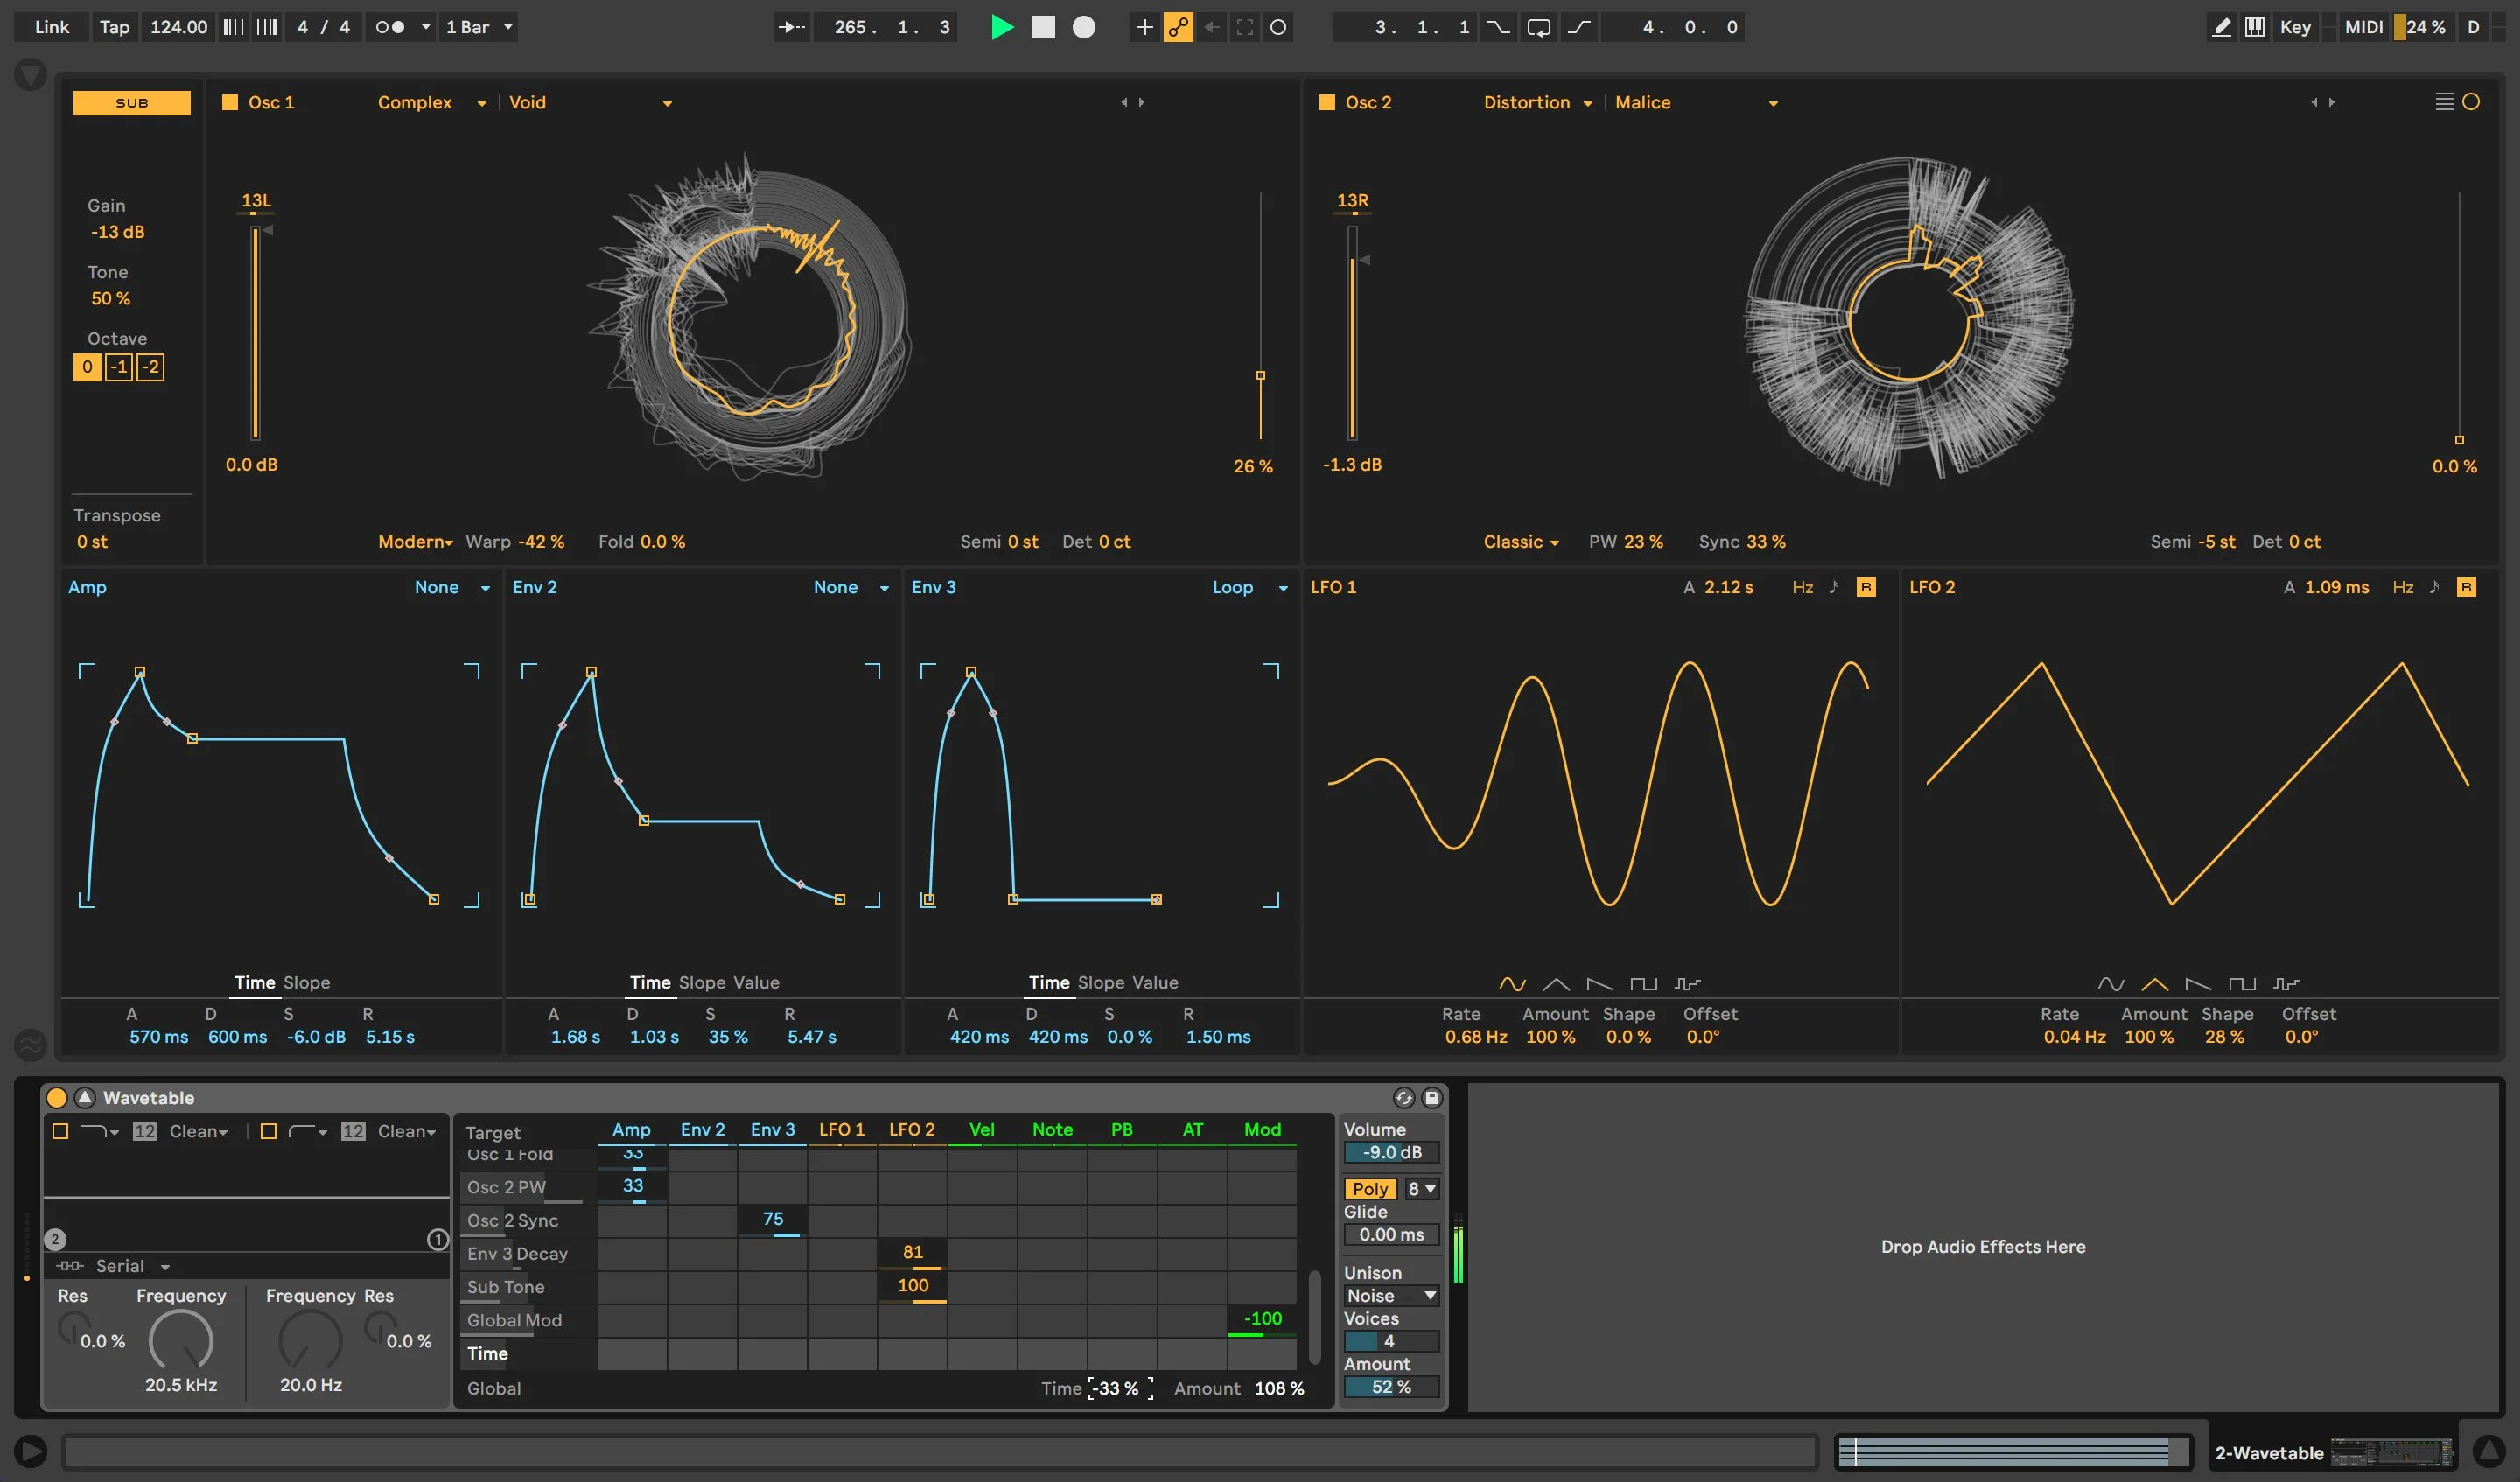 Link Tap 124.00 4 / 4 1 Bar 265. 1. 3 3. 1. 1 4. 0. 0 Key MIDI 24 % D
SUB Osc 1 Complex Void Osc 2 Distortion Malice
Gain
-13 dB
Tone
50 %
Octave
0 -1 -2
Transpose
0 st
13L
0.0 dB
26 %
Modern Warp -42 % Fold 0.0 % Semi 0 st Det 0 ct
13R
-1.3 dB
0.0 %
Classic PW 23 % Sync 33 % Semi -5 st Det 0 ct
Amp None Env 2 None Env 3 Loop LFO 1 A 2.12 s Hz R LFO 2 A 1.09 ms Hz R
Time Slope Time Slope Value Time Slope Value
A D S R A D S R A D S R Rate Amount Shape Offset Rate Amount Shape Offset
570 ms 600 ms -6.0 dB 5.15 s 1.68 s 1.03 s 35 % 5.47 s 420 ms 420 ms 0.0 % 1.50 ms 0.68 Hz 100 % 0.0 % 0.0° 0.04 Hz 100 % 28 % 0.0°
Wavetable
12 Clean 12 Clean
2 1
Serial
Res Frequency Frequency Res
0.0 % 0.0 %
20.5 kHz 20.0 Hz
Target Amp Env 2 Env 3 LFO 1 LFO 2 Vel Note PB AT Mod
Osc 1 Fold 33
Osc 2 PW 33
Osc 2 Sync 75
Env 3 Decay 81
Sub Tone 100
Global Mod -100
Time
Global Time -33 % Amount 108 %
Volume
-9.0 dB
Poly 8
Glide
0.00 ms
Unison
Noise
Voices
4
Amount
52 %
Drop Audio Effects Here
2-Wavetable